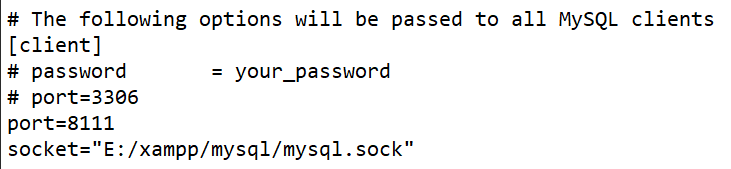 # The following options will be passed to all MySQL clients
[client]
# password       = your_password
# port=3306
port=8111
socket="E:/xampp/mysql/mysql.sock"